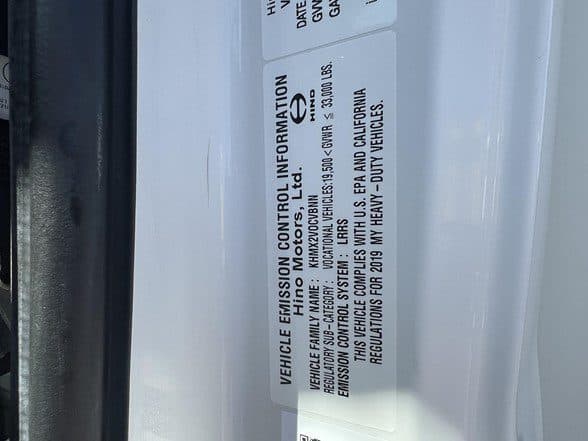 VEHICLE EMISSION CONTROL INFORMATION
Hino Motors, Ltd.
HINO
VEHICLE FAMILY NAME : KHMX2VOCVBNN
REGULATORY SUB-CATEGORY : VOCATIONAL VEHICLES:19,500 < GVWR ≤ 33,000 LBS.
EMISSION CONTROL SYSTEM : LRRS
THIS VEHICLE COMPLIES WITH U.S. EPA AND CALIFORNIA
REGULATIONS FOR 2019 MY HEAVY-DUTY VEHICLES.
DATE
GVW